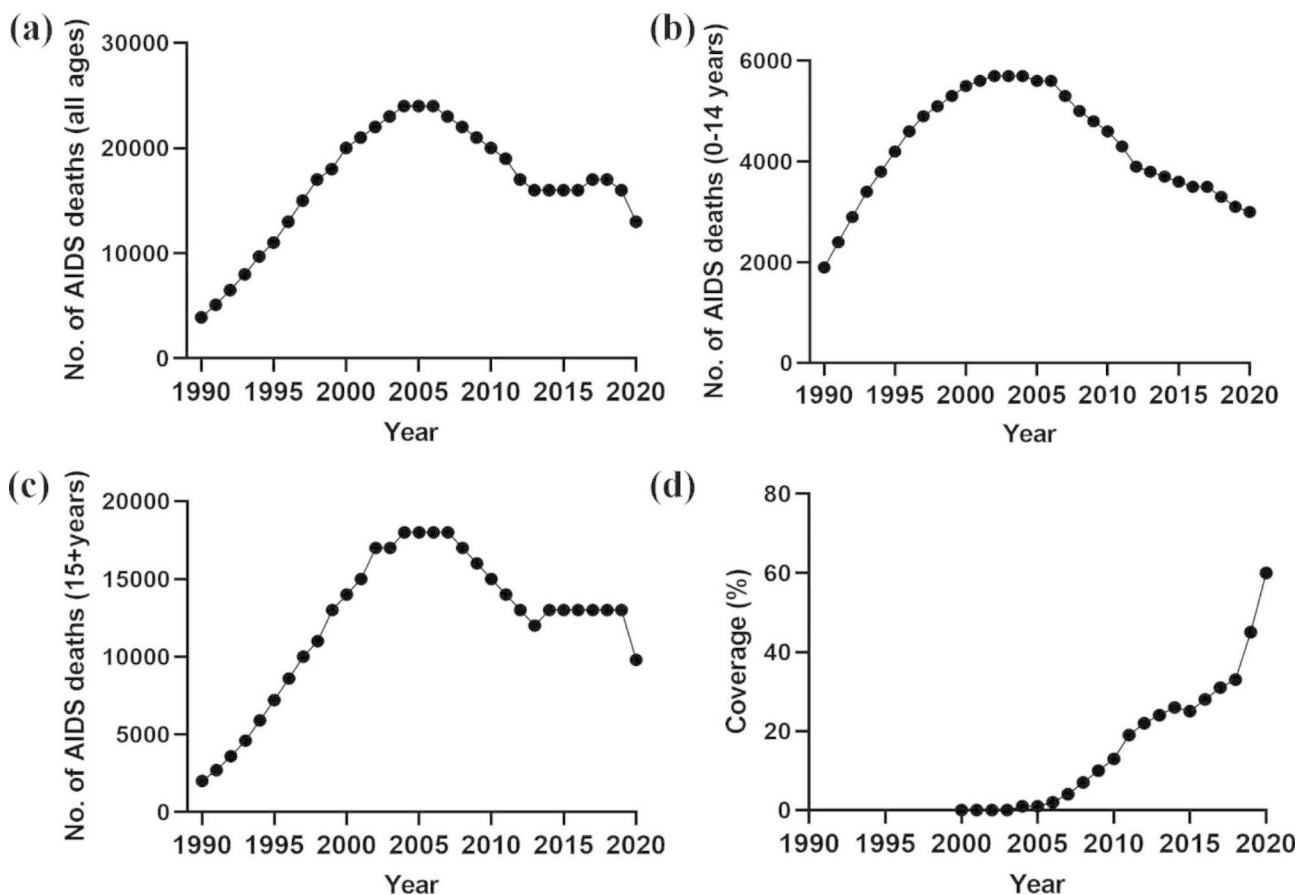 (a)
No. of AIDS deaths (all ages)
30000
20000
10000
0
1990 1995 2000 2005 2010 2015 2020
Year
(b)
No. of AIDS deaths (0-14 years)
6000
4000
2000
0
1990 1995 2000 2005 2010 2015 2020
Year
(c)
No. of AIDS deaths (15+years)
20000
15000
10000
5000
0
1990 1995 2000 2005 2010 2015 2020
Year
(d)
Coverage (%)
80
60
40
20
0
1990 1995 2000 2005 2010 2015 2020
Year